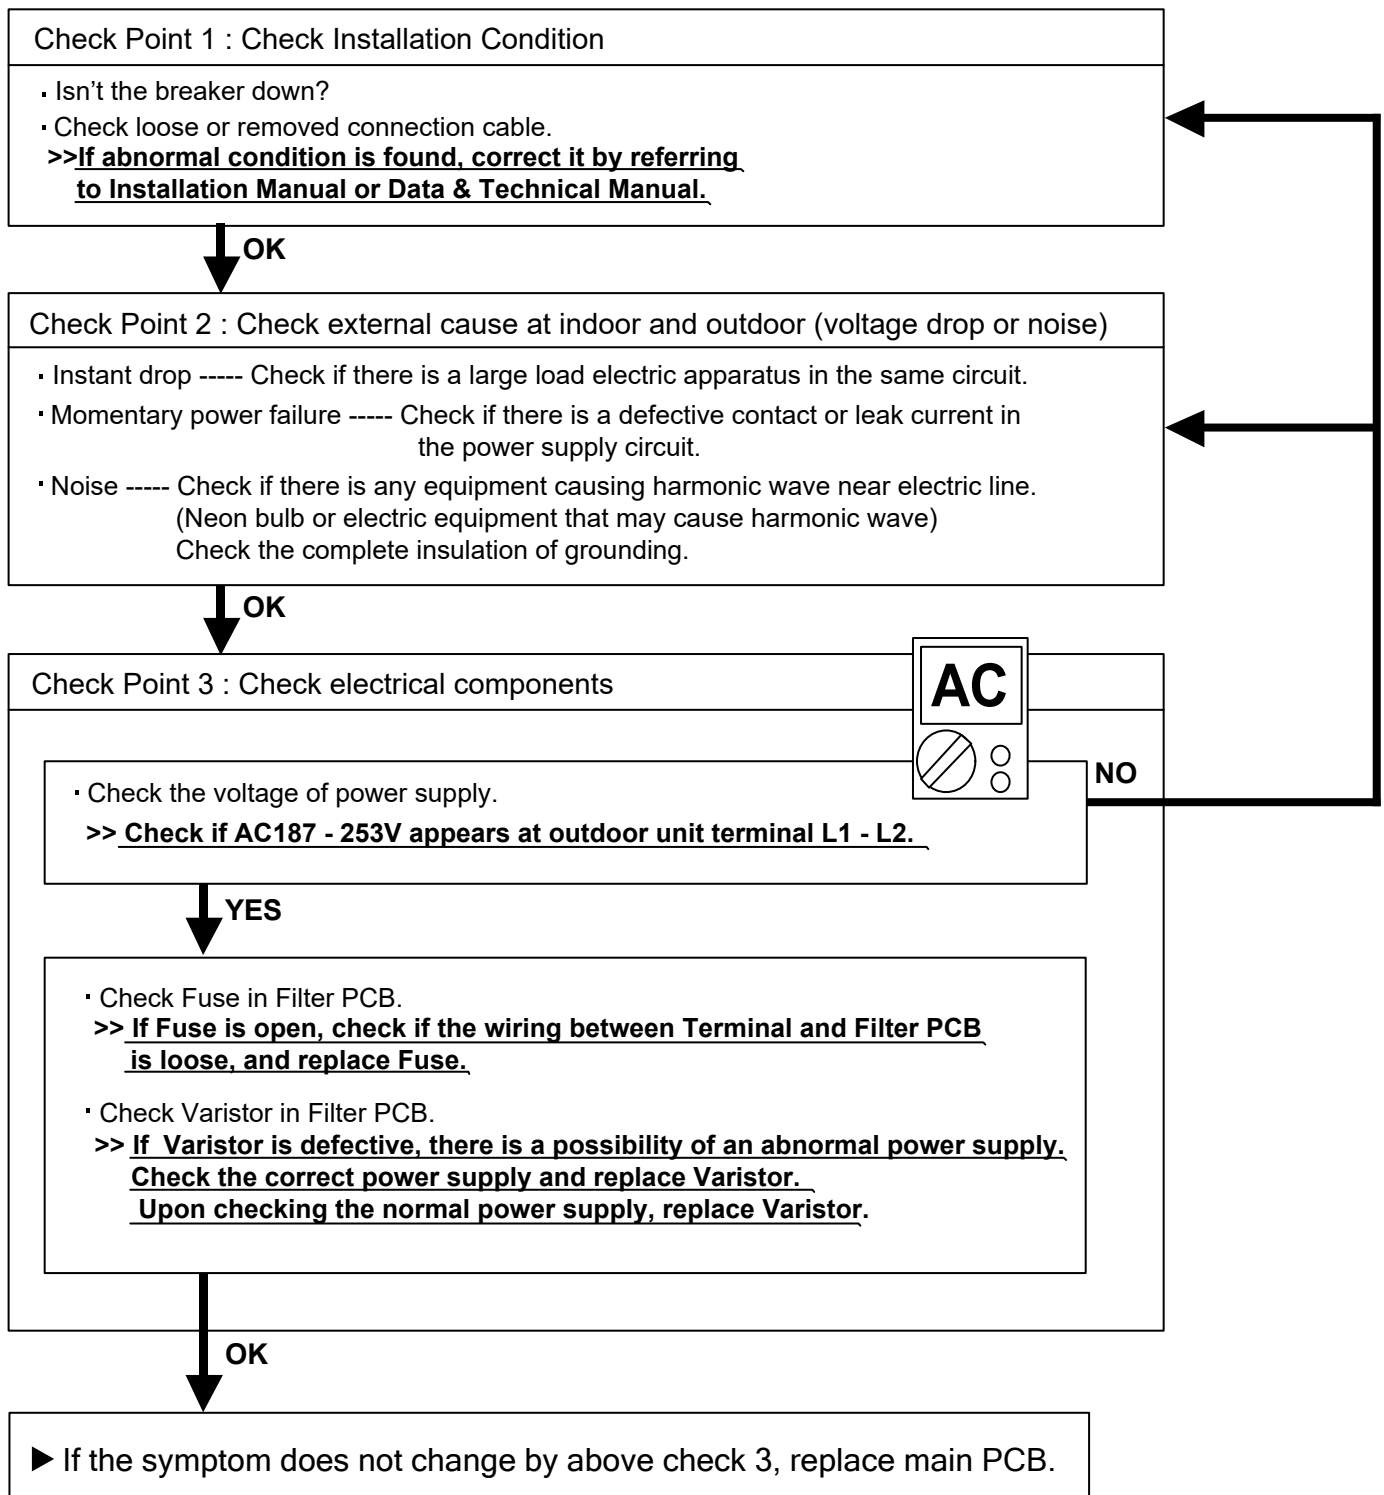 Check Point 1 : Check Installation Condition
· Isn’t the breaker down?
· Check loose or removed connection cable.
>>If abnormal condition is found, correct it by referring
to Installation Manual or Data & Technical Manual.
OK
Check Point 2 : Check external cause at indoor and outdoor (voltage drop or noise)
· Instant drop ----- Check if there is a large load electric apparatus in the same circuit.
· Momentary power failure ----- Check if there is a defective contact or leak current in
the power supply circuit.
· Noise ----- Check if there is any equipment causing harmonic wave near electric line.
(Neon bulb or electric equipment that may cause harmonic wave)
Check the complete insulation of grounding.
OK
Check Point 3 : Check electrical components
AC
NO
· Check the voltage of power supply.
>> Check if AC187 - 253V appears at outdoor unit terminal L1 - L2.
YES
· Check Fuse in Filter PCB.
>> If Fuse is open, check if the wiring between Terminal and Filter PCB
is loose, and replace Fuse.
· Check Varistor in Filter PCB.
>> If  Varistor is defective, there is a possibility of an abnormal power supply.
Check the correct power supply and replace Varistor.
Upon checking the normal power supply, replace Varistor.
OK
▶ If the symptom does not change by above check 3, replace main PCB.